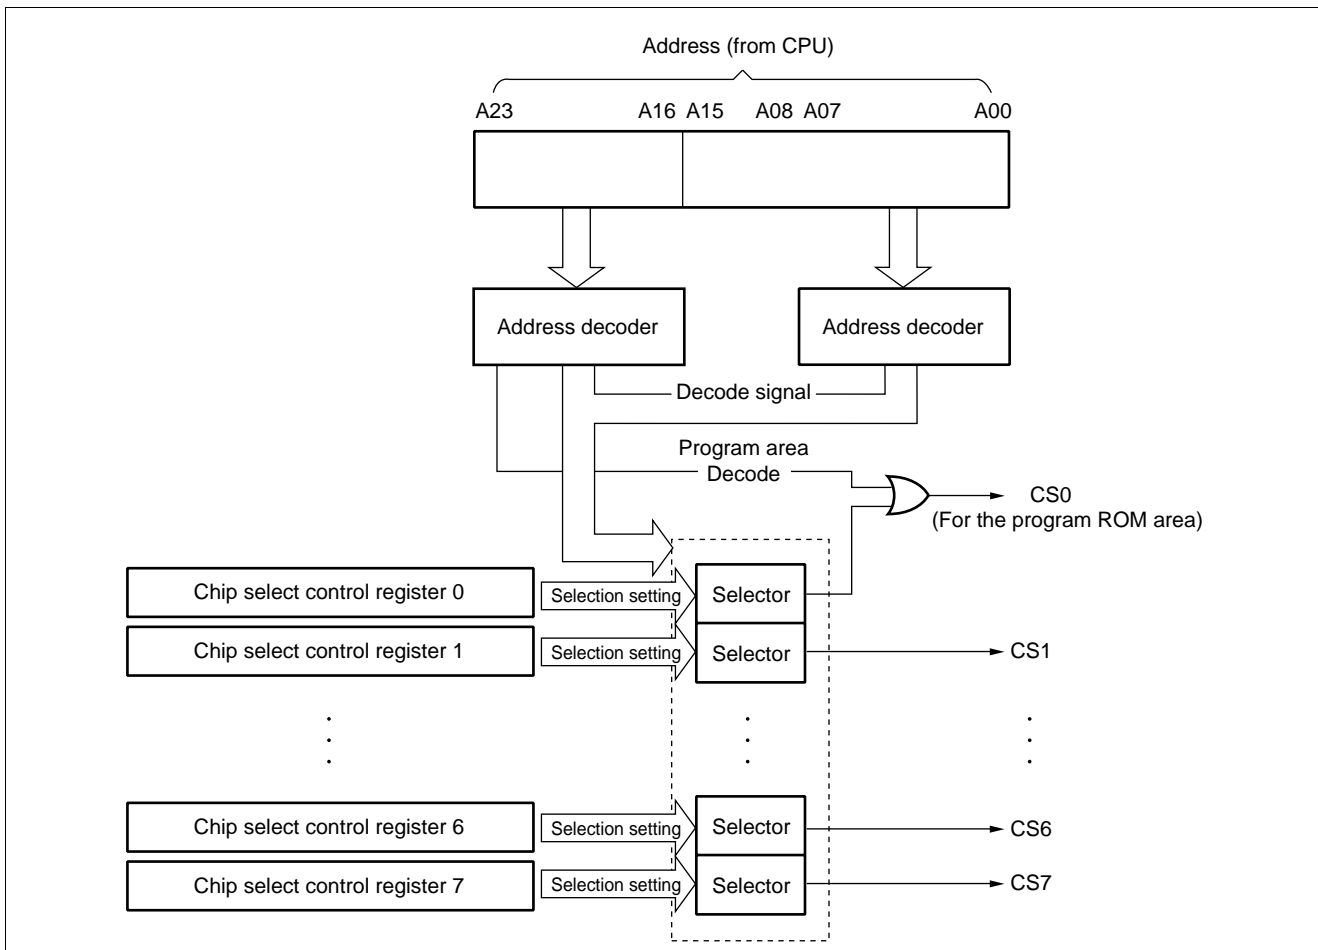 Address (from CPU)
A23 A16 A15 A08 A07 A00
Address decoder Address decoder
Decode signal
Program area
Decode
CS0
(For the program ROM area)
Chip select control register 0 Selection setting Selector
Chip select control register 1 Selection setting Selector CS1
Chip select control register 6 Selection setting Selector CS6
Chip select control register 7 Selection setting Selector CS7